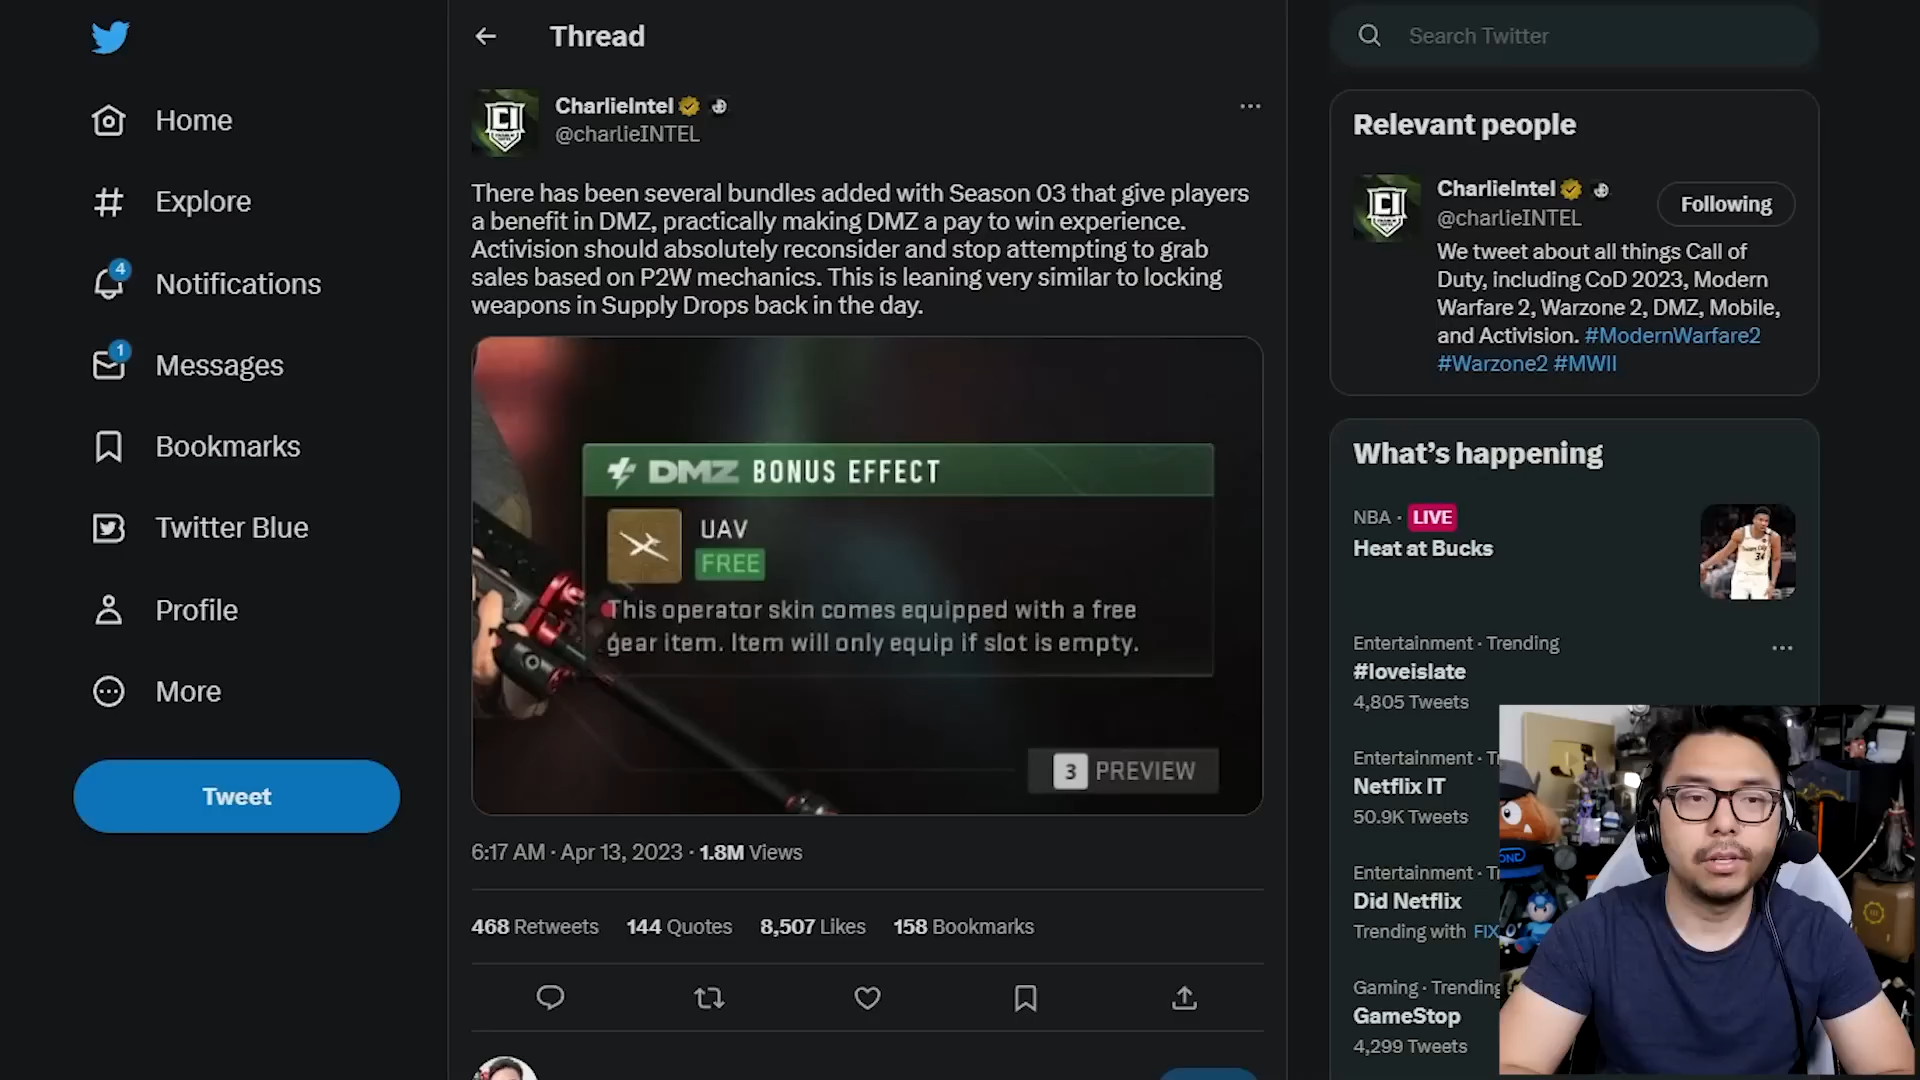 Home
Explore
4
Notifications
1
Messages
Bookmarks
Twitter Blue
Profile
More
Tweet
Thread
CI
CharlieIntel
@charlieINTEL
There has been several bundles added with Season 03 that give players
a benefit in DMZ, practically making DMZ a pay to win experience.
Activision should absolutely reconsider and stop attempting to grab
sales based on P2W mechanics. This is leaning very similar to locking
weapons in Supply Drops back in the day.
DMZ BONUS EFFECT
UAV
FREE
This operator skin comes equipped with a free
gear item. Item will only equip if slot is empty.
3 PREVIEW
6:17 AM · Apr 13, 2023 · 1.8M Views
468 Retweets 144 Quotes 8,507 Likes 158 Bookmarks
Search Twitter
Relevant people
CI
CharlieIntel
@charlieINTEL
Following
We tweet about all things Call of
Duty, including CoD 2023, Modern
Warfare 2, Warzone 2, DMZ, Mobile,
and Activision. #ModernWarfare2
#Warzone2 #MWII
What's happening
NBA · LIVE
Heat at Bucks
34
Entertainment · Trending
#loveislate
4,805 Tweets
Entertainment · T
Netflix IT
50.9K Tweets
Entertainment · T
Did Netflix
Trending with FIX
Gaming · Trending
GameStop
4,299 Tweets